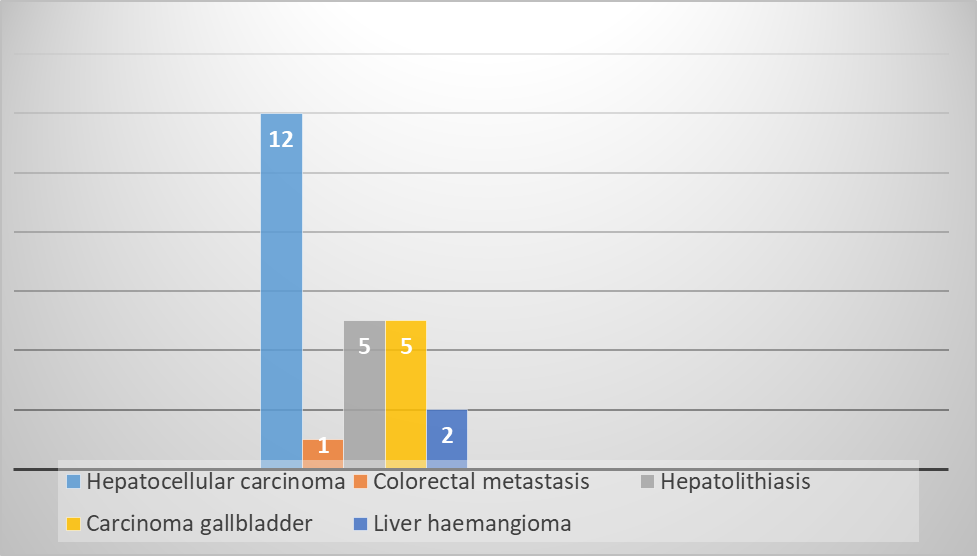 12
1
5
5
2
Hepatocellular carcinoma
Colorectal metastasis
Hepatolithiasis
Carcinoma gallbladder
Liver haemangioma